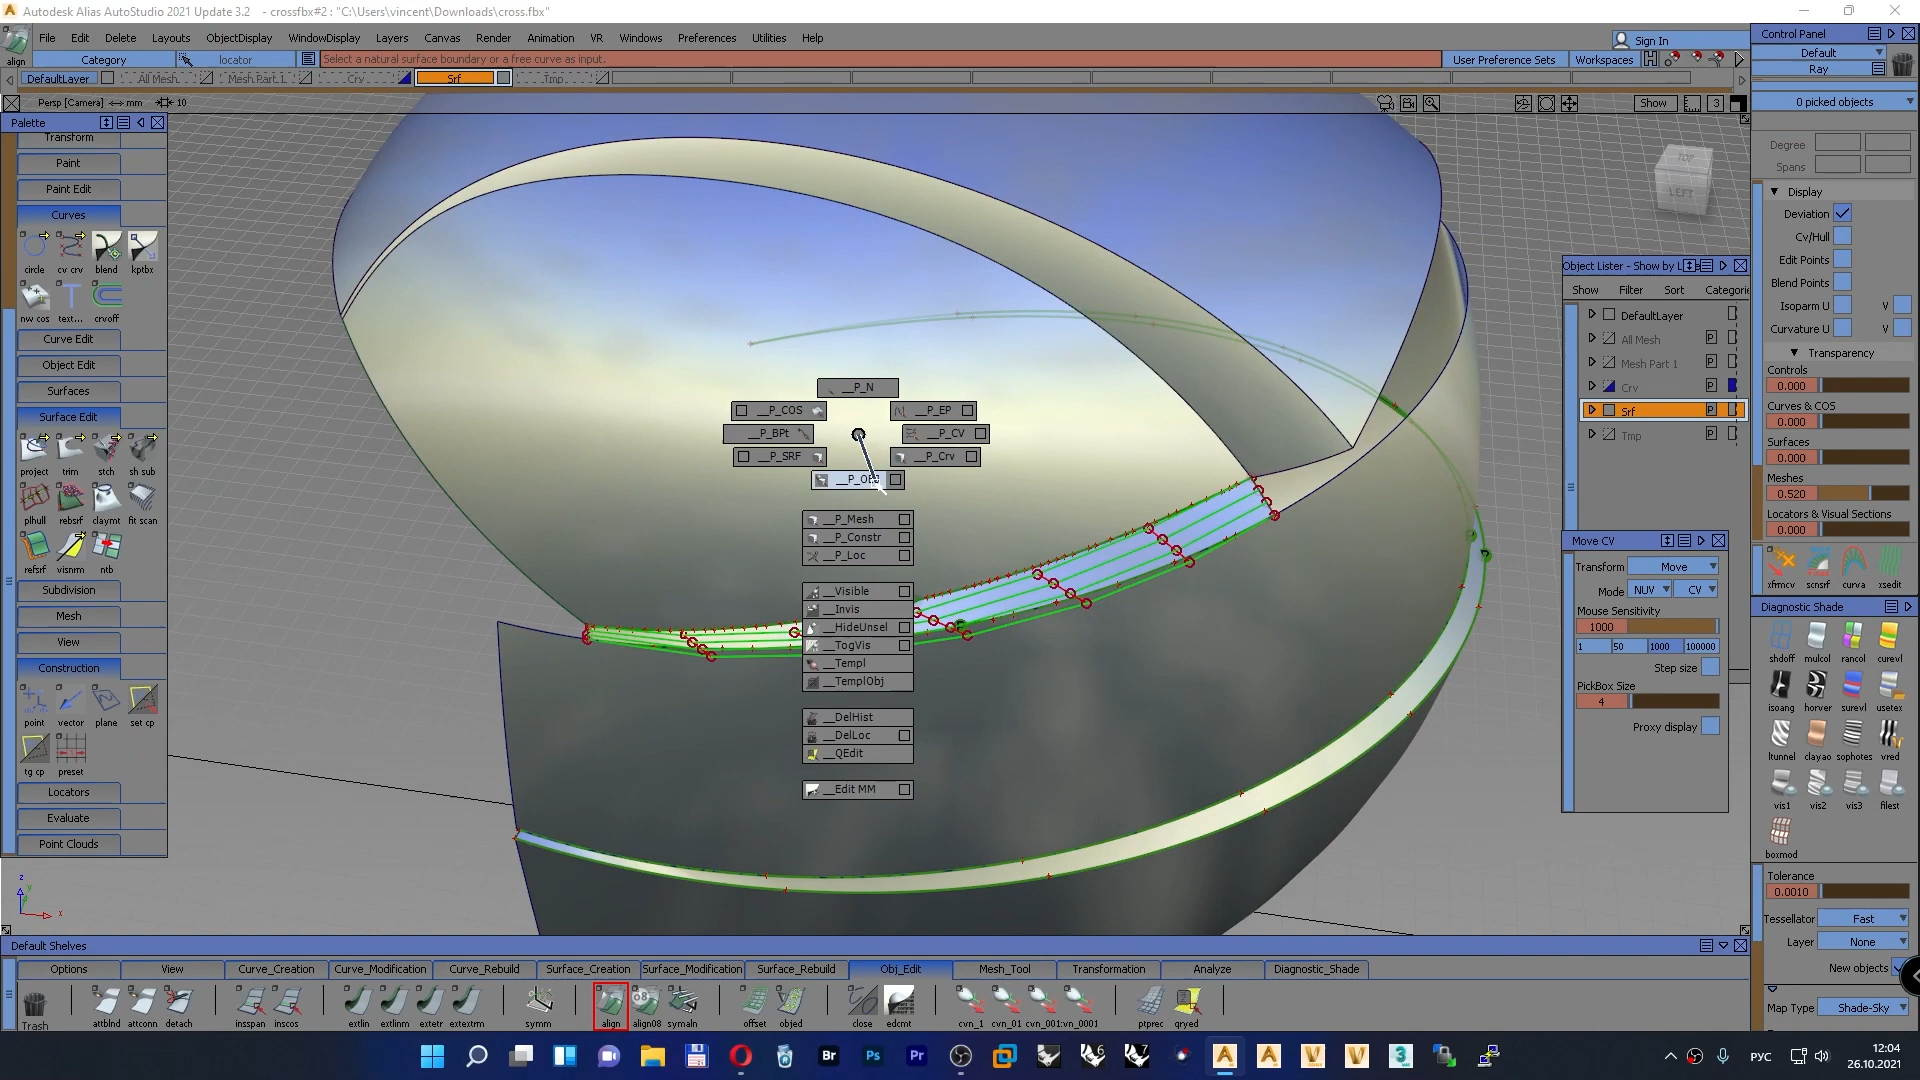 Autodesk Alias AutoStudio 2021 Update 3.2 - crossfbx#2 : "C:\Users\vincent\Downloads\cross.fbx"
File Edit Delete Layouts ObjectDisplay WindowDisplay Layers Canvas Render Animation VR Windows Preferences Utilities Help
Sign In
align
Category
locator
Select a natural surface boundary or a free curve as input.
User Preference Sets
Workspaces
DefaultLayer All Mesh Mesh Part 1 Crv Srf Tmp
Persp [Camera] mm 10
Show
3
Palette
Transform
Paint
Paint Edit
Curves
circle cv crv blend kptbx
nw cos text... crvoff
Curve Edit
Object Edit
Surfaces
Surface Edit
project trim stch sh sub
plhull rebsrf claymt fit scan
refsrf visnrm ntb
Subdivision
Mesh
View
Construction
point vector plane set cp
tg cp preset
Locators
Evaluate
Point Clouds
__P_N
__P_COS
__P_EP
__P_BPt
__P_CV
__P_SRF
__P_Crv
__P_Mesh
__P_Constr
__P_Loc
__Visible
__Invis
__HideUnsel
__TogVis
__Templ
__TemplObj
__DelHist
__DelLoc
__QEdit
__Edit MM
TOP
LEFT
z
y
x
Object Lister - Show by
Show Filter Sort
DefaultLayer
All Mesh P
Mesh Part 1 P
Crv P
Srf P
Tmp P
Move CV
Transform Move
Mode NUV CV
Mouse Sensitivity
1000
1 50 1000 100000
Step size
PickBox Size
4
Proxy display
Control Panel
Default
Ray
0 picked objects
Degree
Spans
Display
Deviation
Cv/Hull
Edit Points
Blend Points
Isoparm U V
Curvature U V
Transparency
Controls
0.000
Curves & COS
0.000
Surfaces
0.000
Meshes
0.520
Locators & Visual Sections
0.000
xfrmcv scnsrf curva xsedit
Diagnostic Shade
shdoff mulcol rancol curevl
isoang horver surevl usetex
ltunnel clayao sophotes vred
vis1 vis2 vis3 filest
boxmod
Tolerance
0.0010
Tessellator Fast
Layer None
New objects
Map Type Shade-Sky
Default Shelves
Options View Curve_Creation Curve_Modification Curve_Rebuild Surface_Creation Surface_Modification Surface_Rebuild Obj_Edit Mesh_Tool Transformation Analyze Diagnostic_Shade
Trash attblnd attconn detach insspan inscos extlin extlinm extetr extextrm symm align align08 symaln offset objed close edcmt cvn_1 cvn_01 cvn_001 ptprec qryed
Br Ps Pr
РУС
12:04
26.10.2021